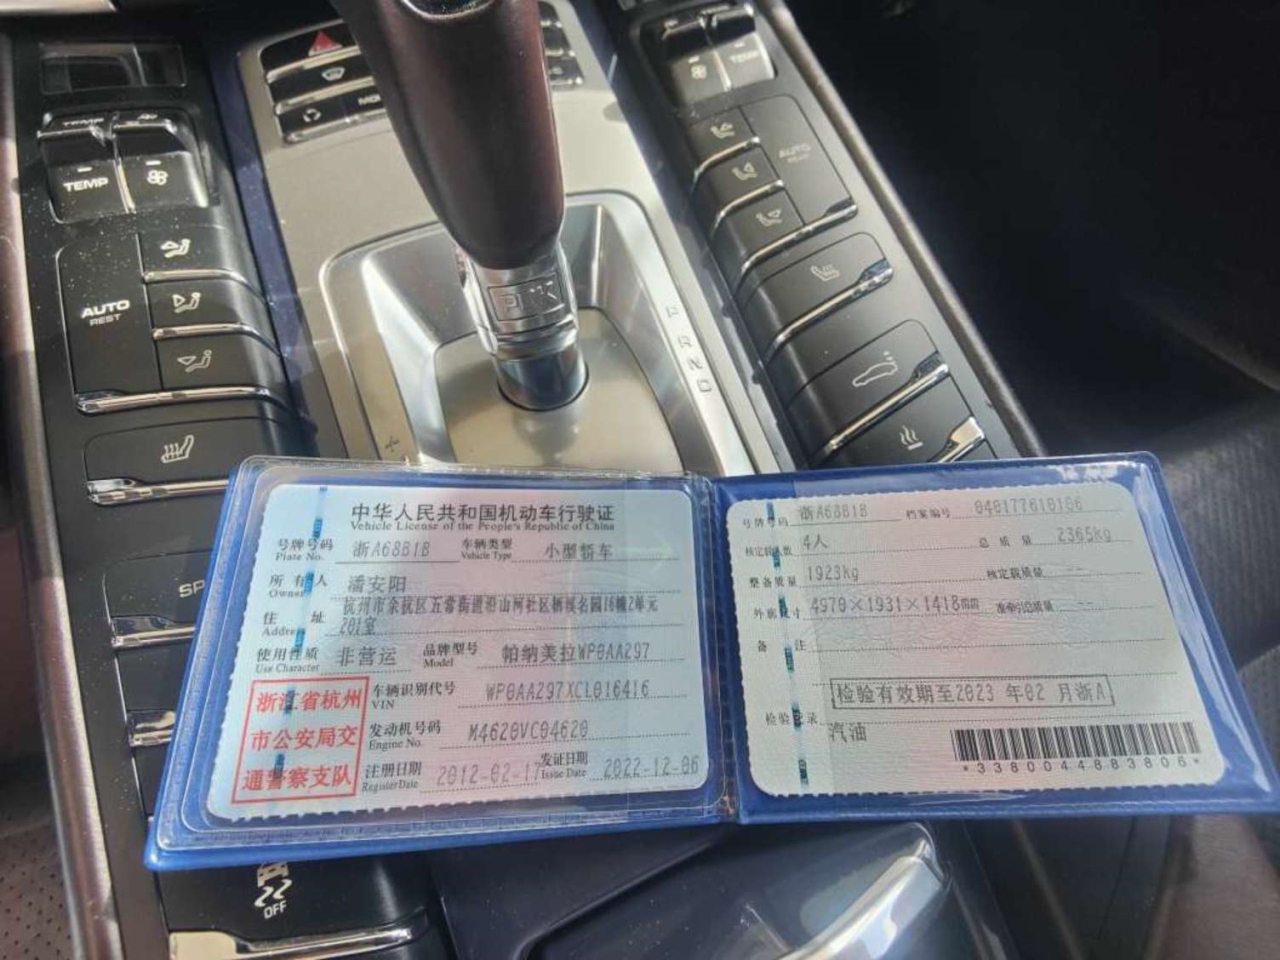 TEMP
TEMP
AUTO
REST
TEMP
AUTO
P
R
N
D
OFF
中华人民共和国机动车行驶证
Vehicle License of the People's Republic of China
号牌号码 浙A68B1B 车辆类型 小型轿车
Plate No. Vehicle Type
所有人 潘安阳
Owner
住址 杭州市余杭区五常街道
Address 201室
使用性质 非营运 品牌型号 帕纳美拉WP0AA297
Use Character Model
浙江省杭州
市公安局交
通警察支队
车辆识别代号 WP0AA297XCL016416
VIN
发动机号码 M4620VC04620
Engine No.
注册日期 2012-02-17 发证日期 2022-12-06
Register Date Issue Date
号牌号码 浙A68B1B 档案编号
核定载人数 4人 总质量 2365kg
整备质量 1923kg 核定载质量 --
外廓尺寸 4970×1931×1418mm 准牵引总质量 --
备注
检验有效期至2023 年02 月浙A
检验记录 汽油
*3380044883806*